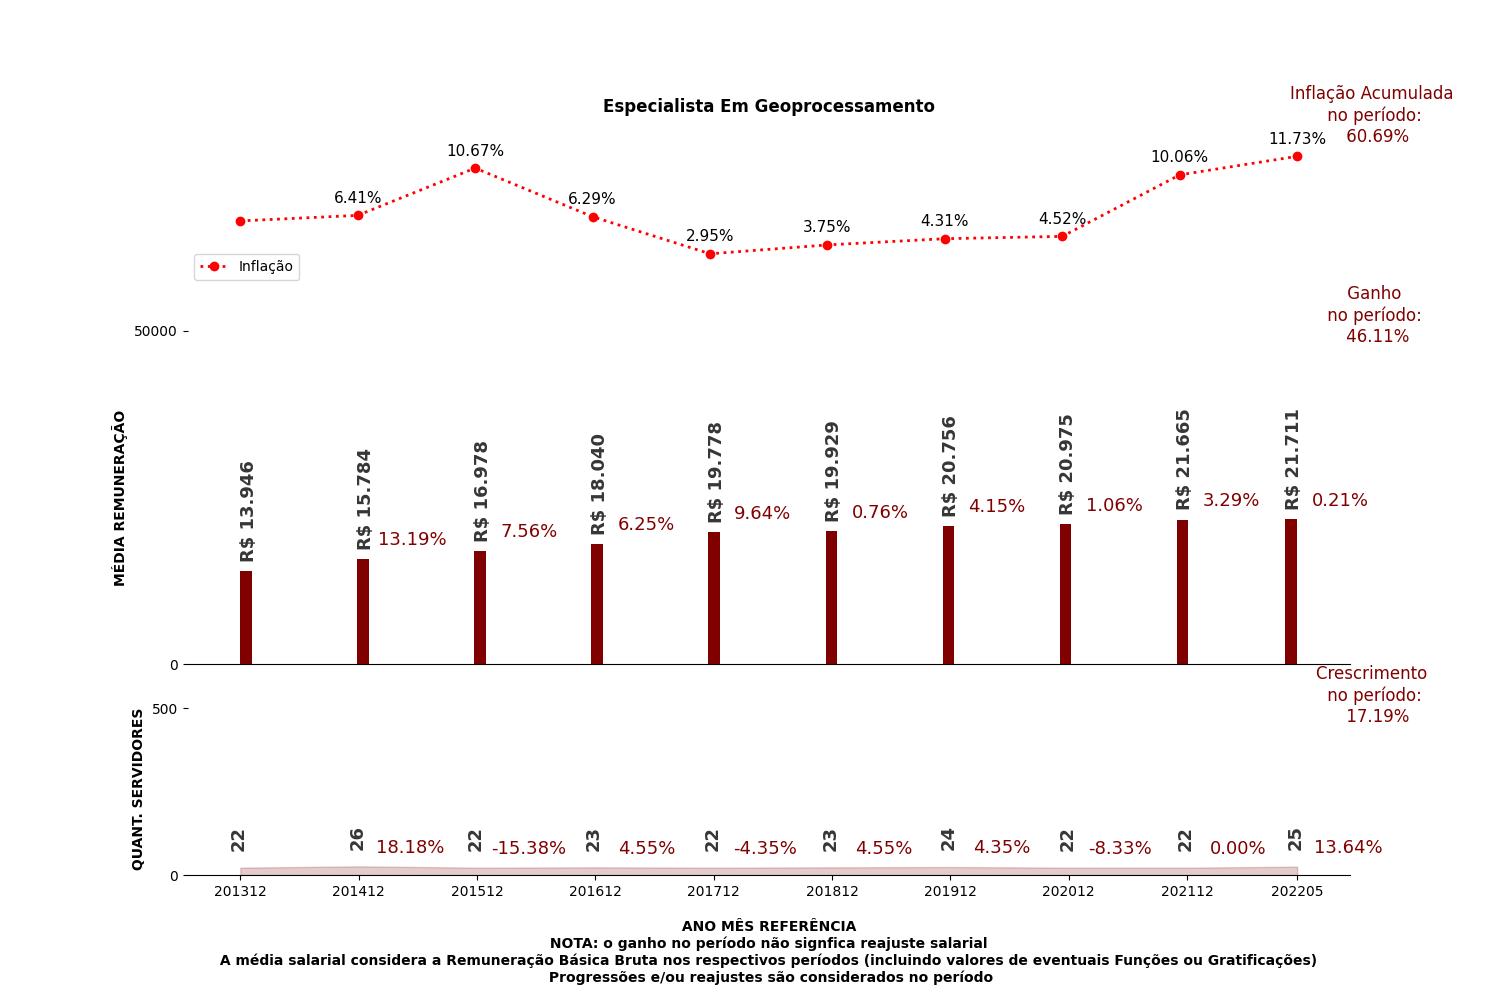 Especialista Em Geoprocessamento
Inflação Acumulada
no período:
60.69%
6.41%
10.67%
6.29%
2.95%
3.75%
4.31%
4.52%
10.06%
11.73%
Inflação
Ganho
no período:
46.11%
50000
0
MÉDIA REMUNERAÇÃO
R$ 13.946
R$ 15.784
R$ 16.978
R$ 18.040
R$ 19.778
R$ 19.929
R$ 20.756
R$ 20.975
R$ 21.665
R$ 21.711
13.19%
7.56%
6.25%
9.64%
0.76%
4.15%
1.06%
3.29%
0.21%
Crescrimento
no período:
17.19%
500
0
QUANT. SERVIDORES
22
26
22
23
22
23
24
22
22
25
18.18%
-15.38%
4.55%
-4.35%
4.55%
4.35%
-8.33%
0.00%
13.64%
201312
201412
201512
201612
201712
201812
201912
202012
202112
202205
ANO MÊS REFERÊNCIA
NOTA: o ganho no período não signfica reajuste salarial
A média salarial considera a Remuneração Básica Bruta nos respectivos períodos (incluindo valores de eventuais Funções ou Gratificações)
Progressões e/ou reajustes são considerados no período